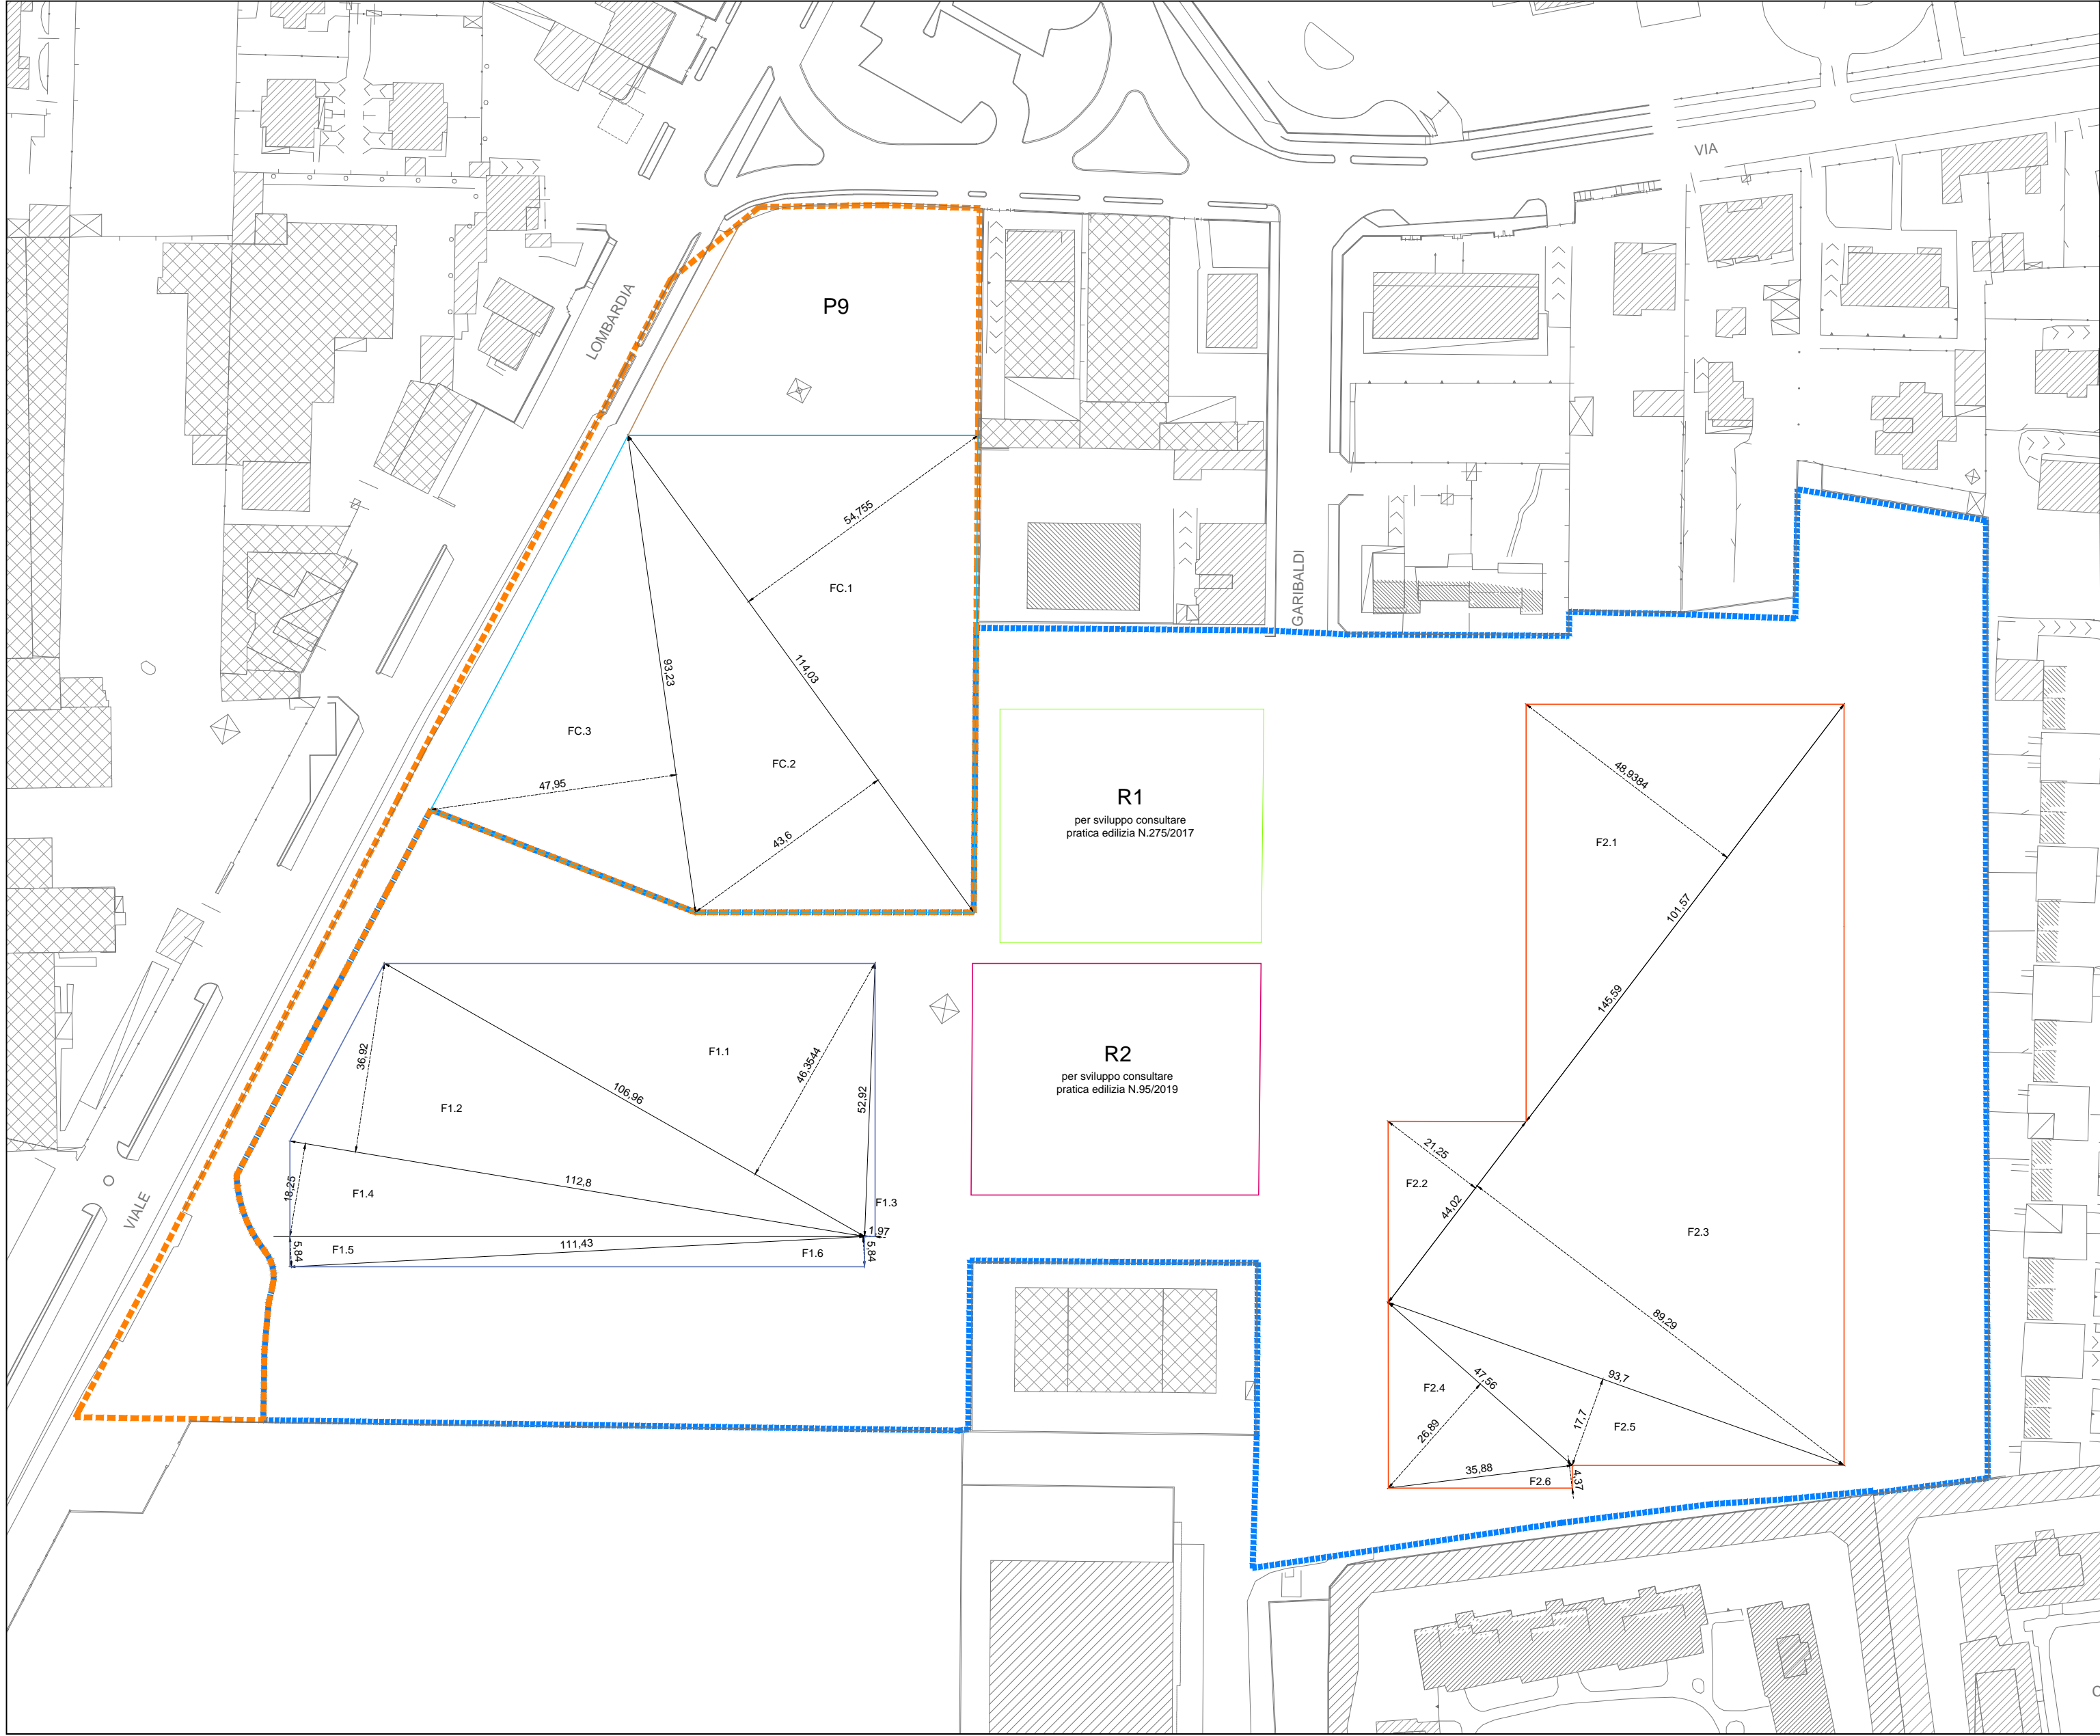 VIA
LOMBARDIA
P9
54,755
GARIBALDI
FC.1
93,23
114,03
FC.3
FC.2
47,95
43,6
R1
per sviluppo consultare
pratica edilizia N.275/2017
48,9384
F2.1
101,57
145,59
F1.1
36,92
46,3544
R2
per sviluppo consultare
pratica edilizia N.95/2019
106,96
52,92
F1.2
21,25
F2.2
112,8
18,25
F1.4
VIALE
F1.3
44,02
1,97
F2.3
5,84
F1.5
111,43
F1.6
5,84
89,29
47,56
93,7
F2.4
17,7
26,89
F2.5
35,88
F2.6
4,37